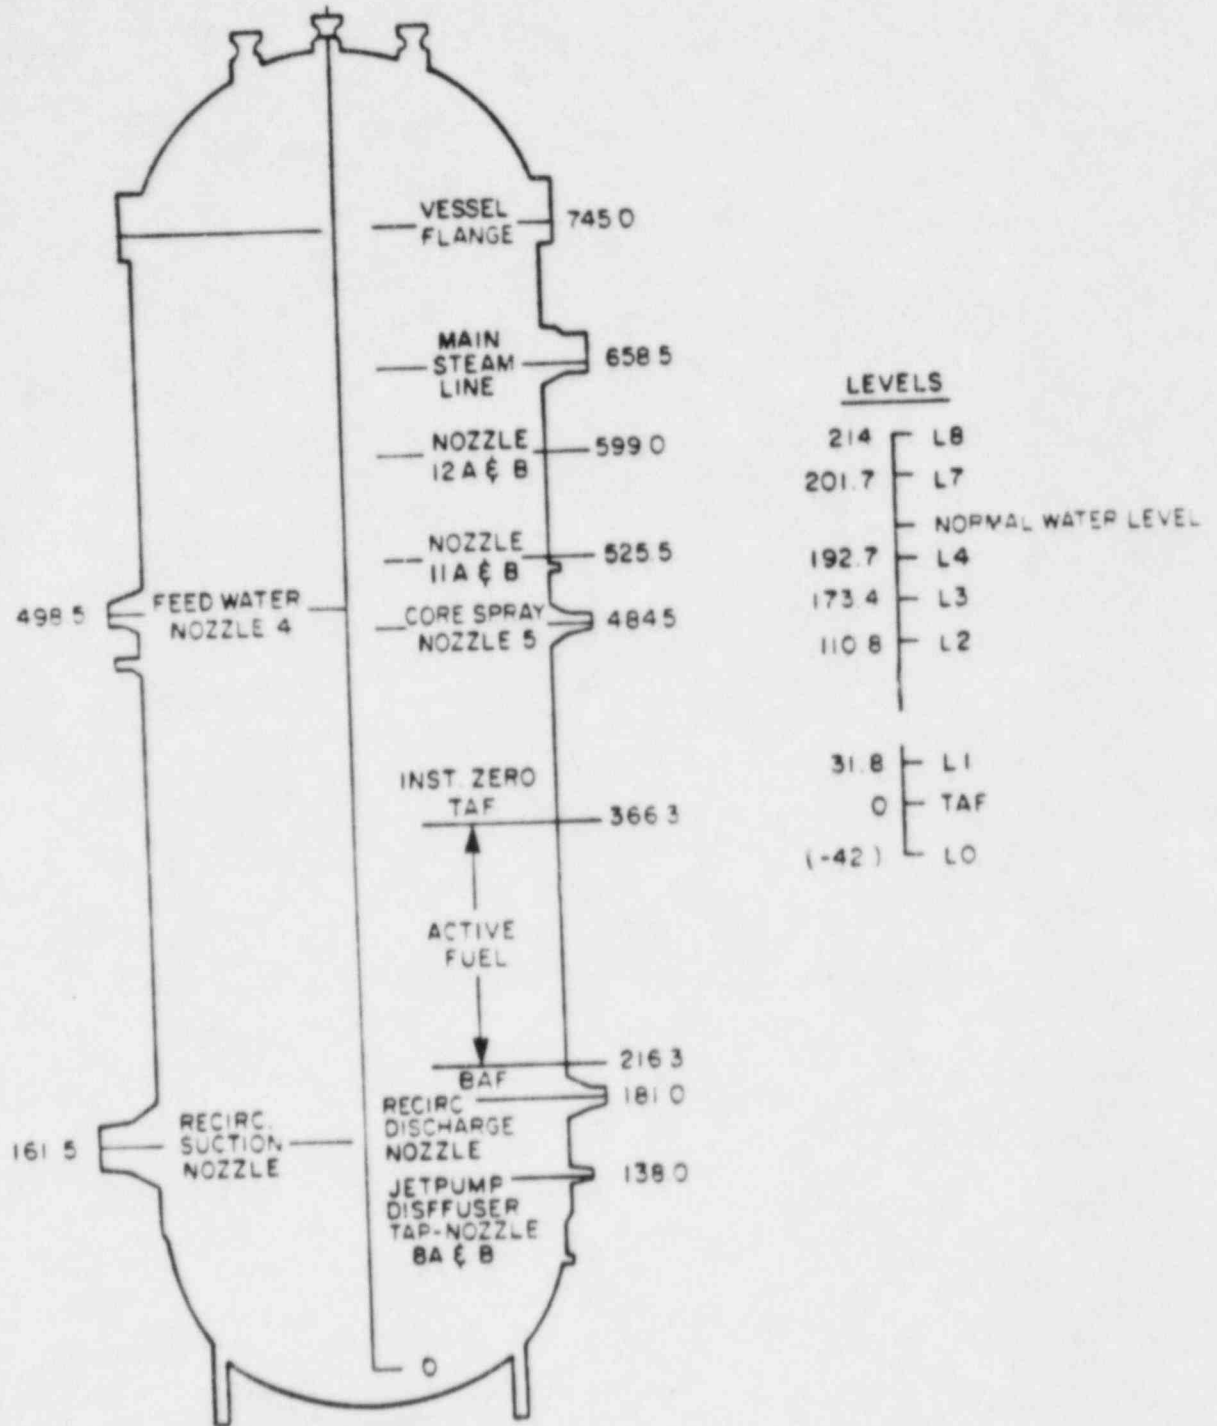 VESSEL
FLANGE
745.0
MAIN
STEAM
LINE
658.5
NOZZLE
12A & B
599.0
NOZZLE
11A & B
525.5
498.5
FEED WATER
NOZZLE 4
CORE SPRAY
NOZZLE 5
484.5
INST. ZERO
TAF
366.3
ACTIVE
FUEL
216.3
BAF
181.0
RECIRC
DISCHARGE
NOZZLE
161.5
RECIRC.
SUCTION
NOZZLE
138.0
JETPUMP
DISFFUSER
TAP-NOZZLE
8A & B
0
LEVELS
214 L8
201.7 L7
NORMAL WATER LEVEL
192.7 L4
173.4 L3
110.8 L2
31.8 L1
0 TAF
(-42) L0